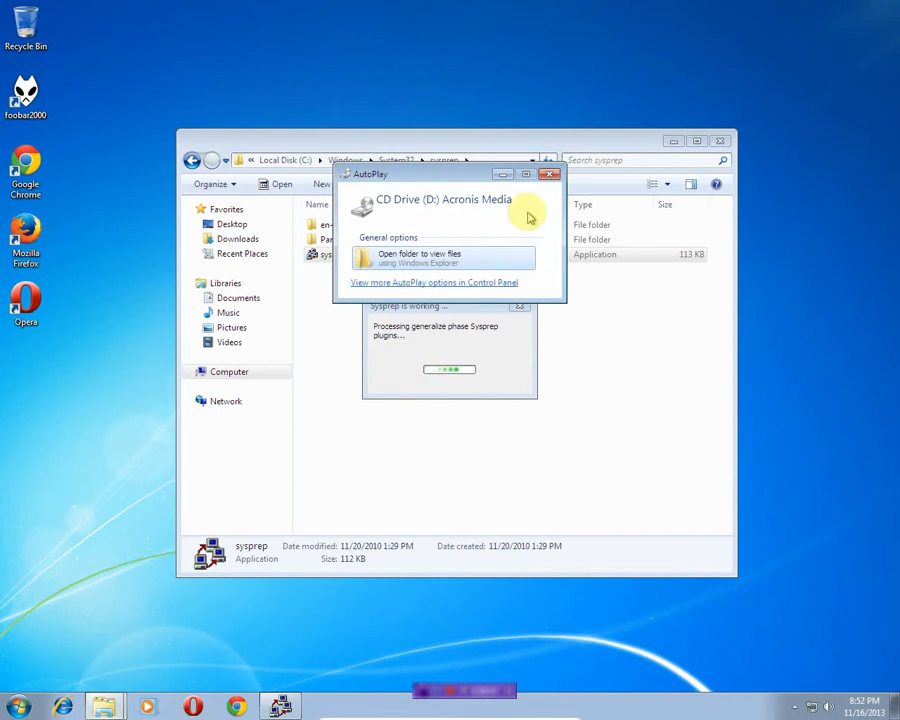 Recycle Bin
foobar2000
Google
Chrome
Mozilla
Firefox
Opera
« Local Disk (C:) ▸ Windows ▸ System32 ▸ sysprep ▸
Search sysprep
Organize
Open
New
Favorites
Desktop
Downloads
Recent Places
Libraries
Documents
Music
Pictures
Videos
Computer
Network
Name
Type
Size
en-
File folder
Pan
File folder
sys
Application
113 KB
AutoPlay
CD Drive (D:) Acronis Media
General options
Open folder to view files
using Windows Explorer
View more AutoPlay options in Control Panel
Sysprep is working ...
Processing generalize phase Sysprep
plugins...
sysprep
Date modified: 11/20/2010 1:29 PM
Date created: 11/20/2010 1:29 PM
Application
Size: 112 KB
8:52 PM
11/16/2013